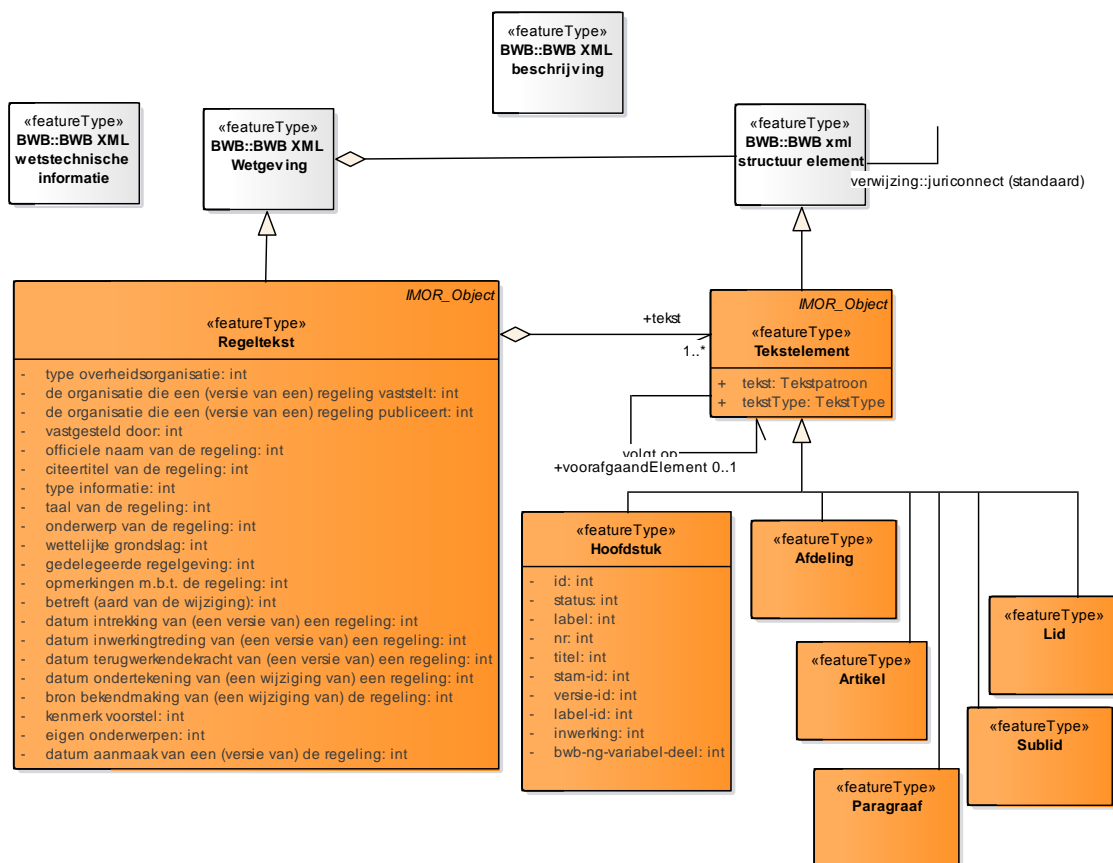 «featureType»
BWB::BWB XML
beschrijving
«featureType»
BWB::BWB XML
wetstechnische
informatie
«featureType»
BWB::BWB XML
Wetgeving
«featureType»
BWB::BWB xml
structuur element
verwijzing::juriconnect (standaard)
IMOR_Object
«featureType»
Regeltekst
- type overheidsorganisatie: int
- de organisatie die een (versie van een) regeling vaststelt: int
- de organisatie die een (versie van een) regeling publiceert: int
- vastgesteld door: int
- officiele naam van de regeling: int
- citeertitel van de regeling: int
- type informatie: int
- taal van de regeling: int
- onderwerp van de regeling: int
- wettelijke grondslag: int
- gedelegeerde regelgeving: int
- opmerkingen m.b.t. de regeling: int
- betreft (aard van de wijziging): int
- datum intrekking van (een versie van) een regeling: int
- datum inwerkingtreding van (een versie van) een regeling: int
- datum terugwerkendekracht van (een versie van) een regeling: int
- datum ondertekening van (een wijziging van) een regeling: int
- bron bekendmaking van (een wijziging van) de regeling: int
- kenmerk voorstel: int
- eigen onderwerpen: int
- datum aanmaak van een (versie van) de regeling: int
+tekst
1..*
IMOR_Object
«featureType»
Tekstelement
+ tekst: Tekstpatroon
+ tekstType: TekstType
volgt op
+voorafgaandElement 0..1
«featureType»
Hoofdstuk
- id: int
- status: int
- label: int
- nr: int
- titel: int
- stam-id: int
- versie-id: int
- label-id: int
- inwerking: int
- bwb-ng-variabel-deel: int
«featureType»
Afdeling
«featureType»
Lid
«featureType»
Artikel
«featureType»
Sublid
«featureType»
Paragraaf